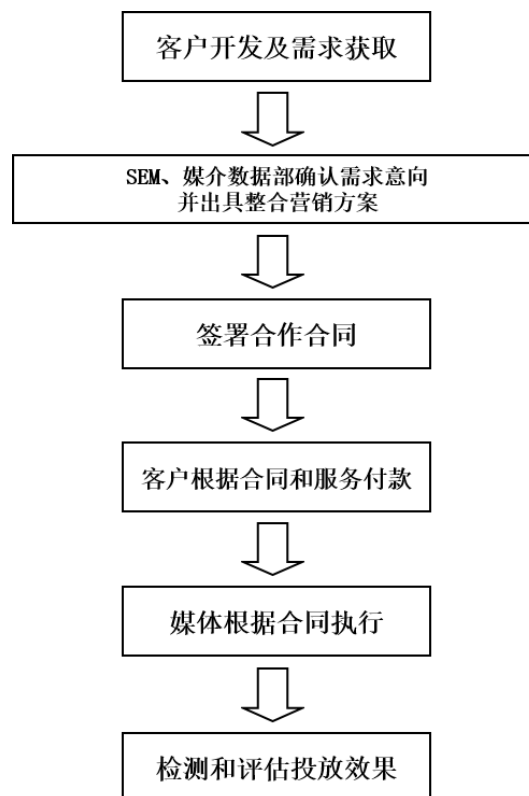 客户开发及需求获取
SEM、媒介数据部确认需求意向
并出具整合营销方案
签署合作合同
客户根据合同和服务付款
媒体根据合同执行
检测和评估投放效果